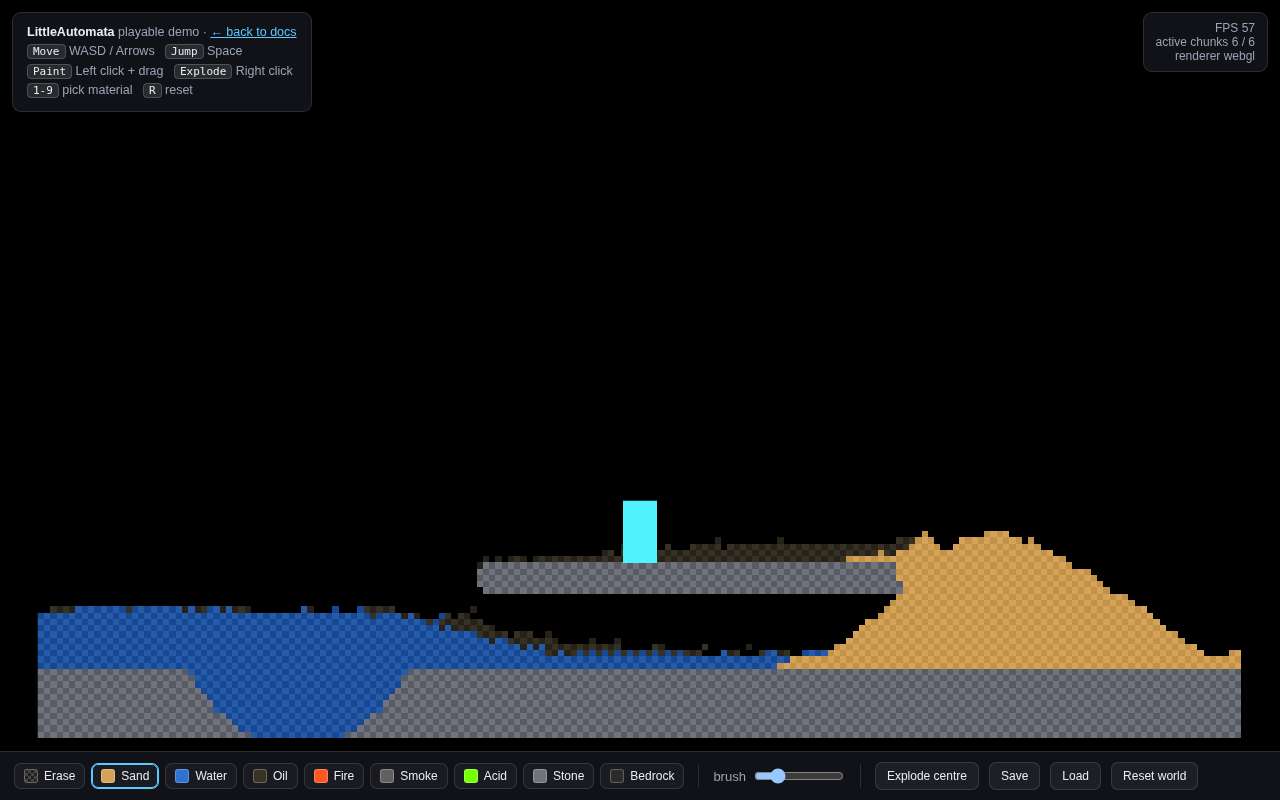 LittleAutomata playable demo · ← back to docs
Move WASD / Arrows Jump Space
Paint Left click + drag Explode Right click
1-9 pick material R reset
FPS 57
active chunks 6 / 6
renderer webgl
Erase Sand Water Oil Fire Smoke Acid Stone Bedrock brush Explode centre Save Load Reset world